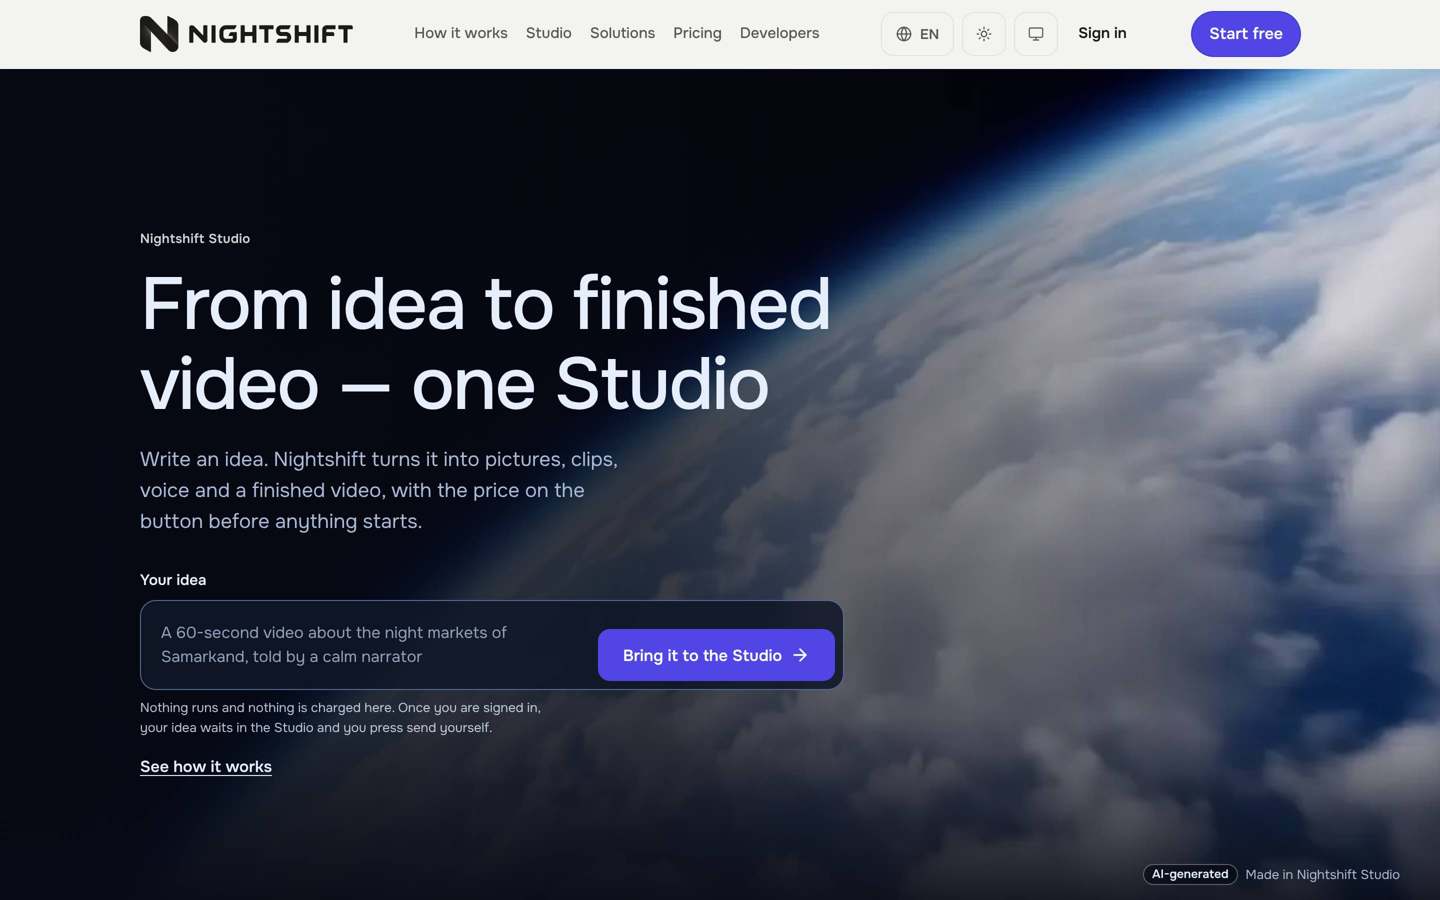 NIGHTSHIFT
How it works
Studio
Solutions
Pricing
Developers
EN
Sign in
Start free
Nightshift Studio
From idea to finished
video — one Studio
Write an idea. Nightshift turns it into pictures, clips,
voice and a finished video, with the price on the
button before anything starts.
Your idea
A 60-second video about the night markets of
Samarkand, told by a calm narrator
Bring it to the Studio
Nothing runs and nothing is charged here. Once you are signed in,
your idea waits in the Studio and you press send yourself.
See how it works
AI-generated
Made in Nightshift Studio